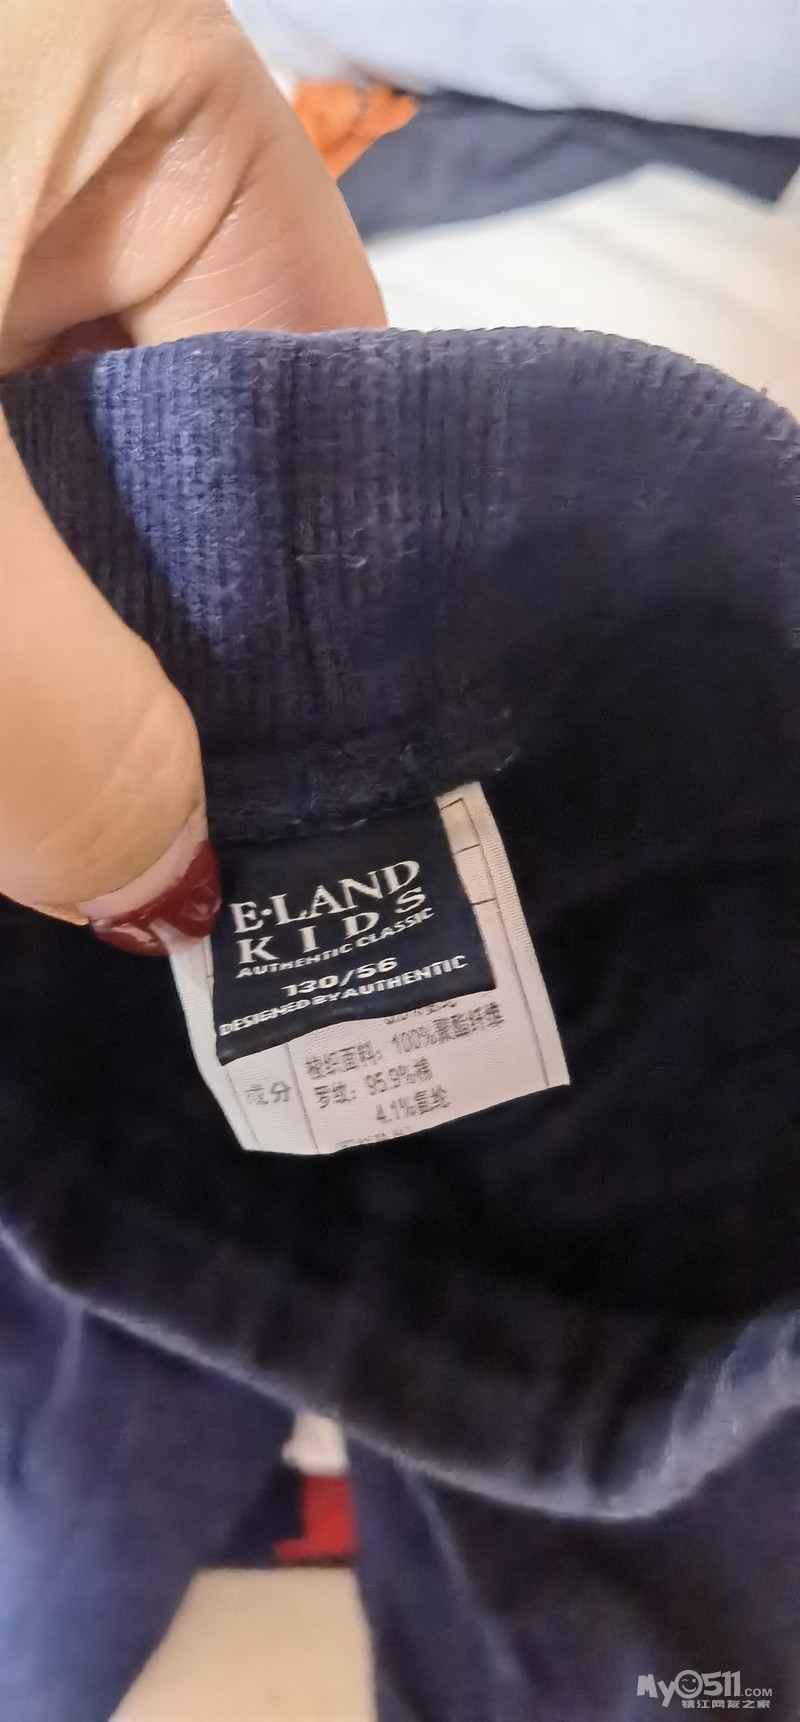 E·LAND
KIDS
AUTHENTIC CLASSIC
130/56
DESIGNED BY AUTHENTIC
成分
梭织面料：100%聚酯纤维
罗纹：95.9%棉
4.1%氨纶
My0511.COM
镇江网友之家